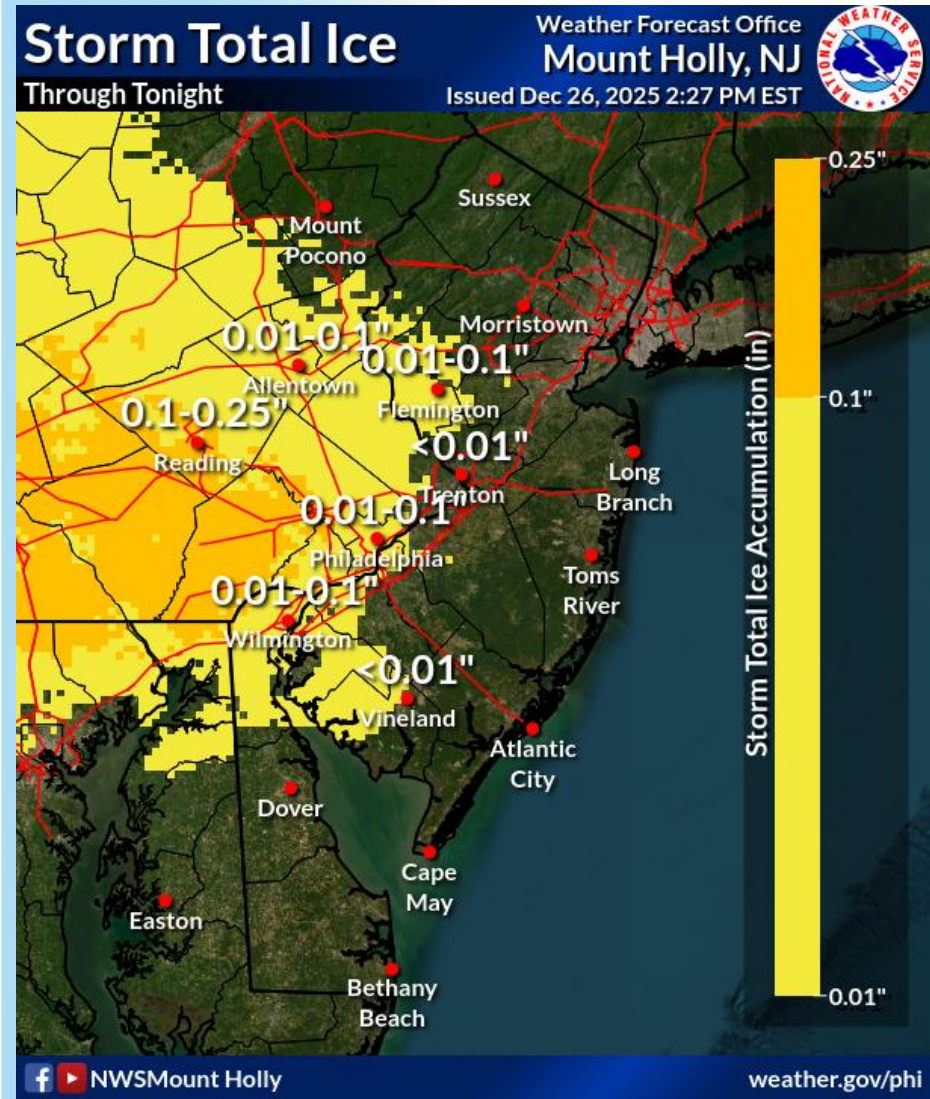 Storm Total Ice
Through Tonight
Weather Forecast Office
Mount Holly, NJ
Issued Dec 26, 2025 2:27 PM EST
NATIONAL WEATHER SERVICE
0.25"
Sussex
Mount
Pocono
Morristown
0.01-0.1"
Allentown
0.01-0.1"
Flemington
0.1"
0.1-0.25"
Reading
<0.01"
Trenton
Long
Branch
0.01-0.1"
Philadelphia
Toms
River
0.01-0.1"
Wilmington
<0.01"
Vineland
Atlantic
City
Dover
Cape
May
Easton
Bethany
Beach
Storm Total Ice Accumulation (in)
0.01"
NWSMount Holly
weather.gov/phi